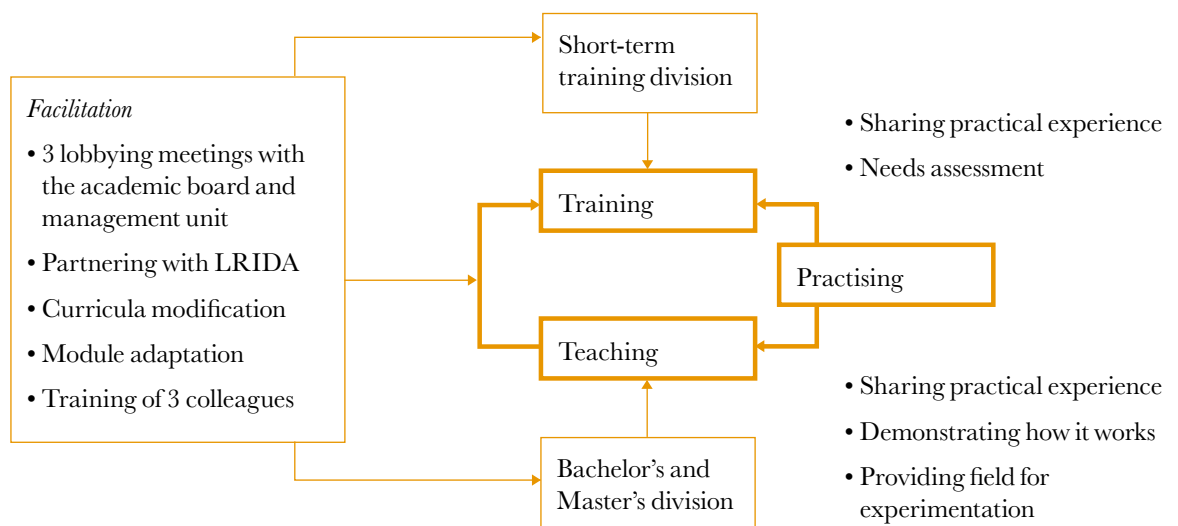 Facilitation
• 3 lobbying meetings with
the academic board and
management unit
• Partnering with LRIDA
• Curricula modification
• Module adaptation
• Training of 3 colleagues
Short-term
training division
Training
Teaching
Bachelor's and
Master's division
Practising
• Sharing practical experience
• Needs assessment
• Sharing practical experience
• Demonstrating how it works
• Providing field for
experimentation